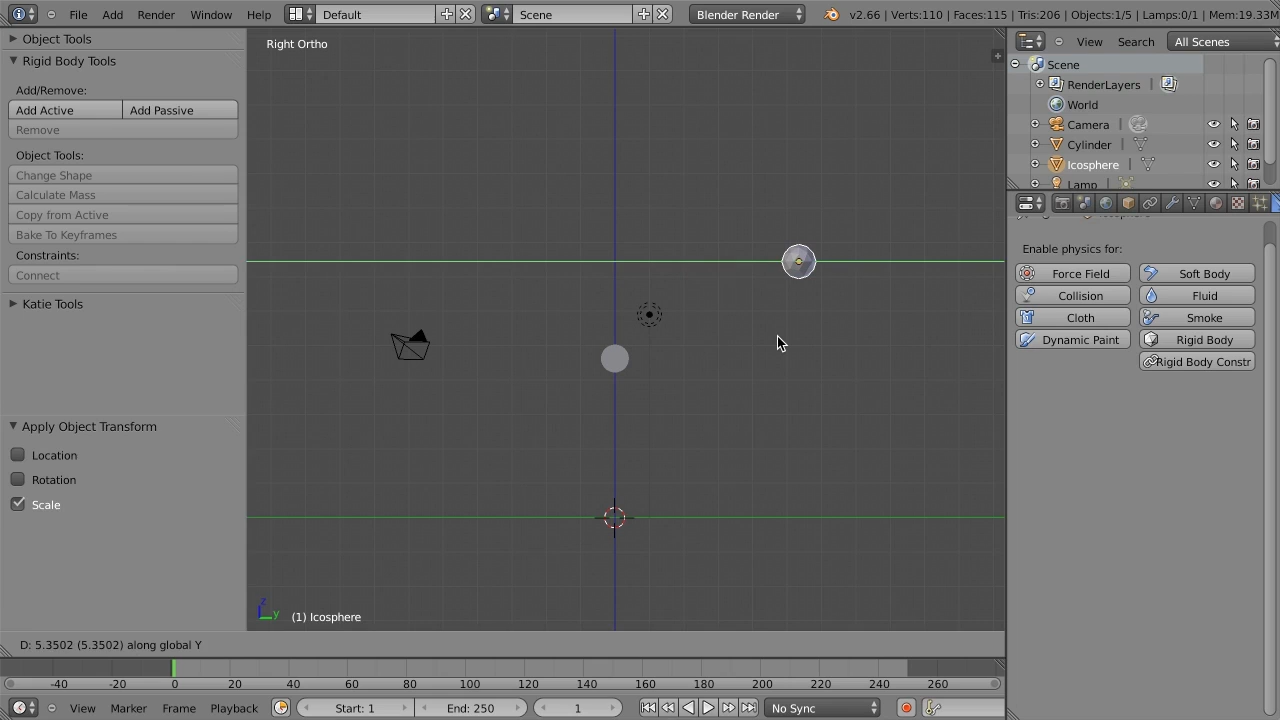 File Add Render Window Help Default Scene Blender Render v2.66 | Verts:110 | Faces:115 | Tris:206 | Objects:1/5 | Lamps:0/1 | Mem:19.33M
Object Tools
Rigid Body Tools
Add/Remove:
Add Active Add Passive
Remove
Object Tools:
Change Shape
Calculate Mass
Copy from Active
Bake To Keyframes
Constraints:
Connect
Katie Tools
Apply Object Transform
Location
Rotation
Scale
Right Ortho
z
y
(1) Icosphere
D: 5.3502 (5.3502) along global Y
View Search All Scenes
Scene
RenderLayers
World
Camera
Cylinder
Icosphere
Lamp
Enable physics for:
Force Field Soft Body
Collision Fluid
Cloth Smoke
Dynamic Paint Rigid Body
Rigid Body Constr
-40 -20 0 20 40 60 80 100 120 140 160 180 200 220 240 260
View Marker Frame Playback Start: 1 End: 250 1 No Sync